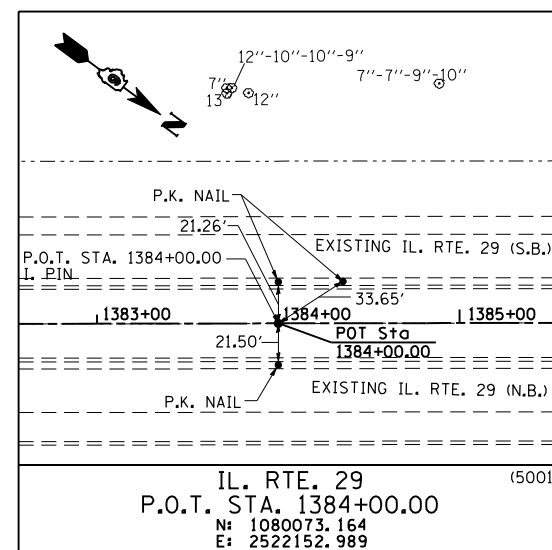 12''-10''-10''-9''
7''-7''-9''-10''
7''
13'
12''
N
P.K. NAIL
21.26'
EXISTING IL. RTE. 29 (S.B.)
P.O.T. STA. 1384+00.00
I. PIN
33.65'
1383+00
1384+00
1385+00
POT Sta
1384+00.00
21.50'
EXISTING IL. RTE. 29 (N.B.)
P.K. NAIL
IL. RTE. 29
(5001
P.O.T. STA. 1384+00.00
N: 1080073.164
E: 2522152.989